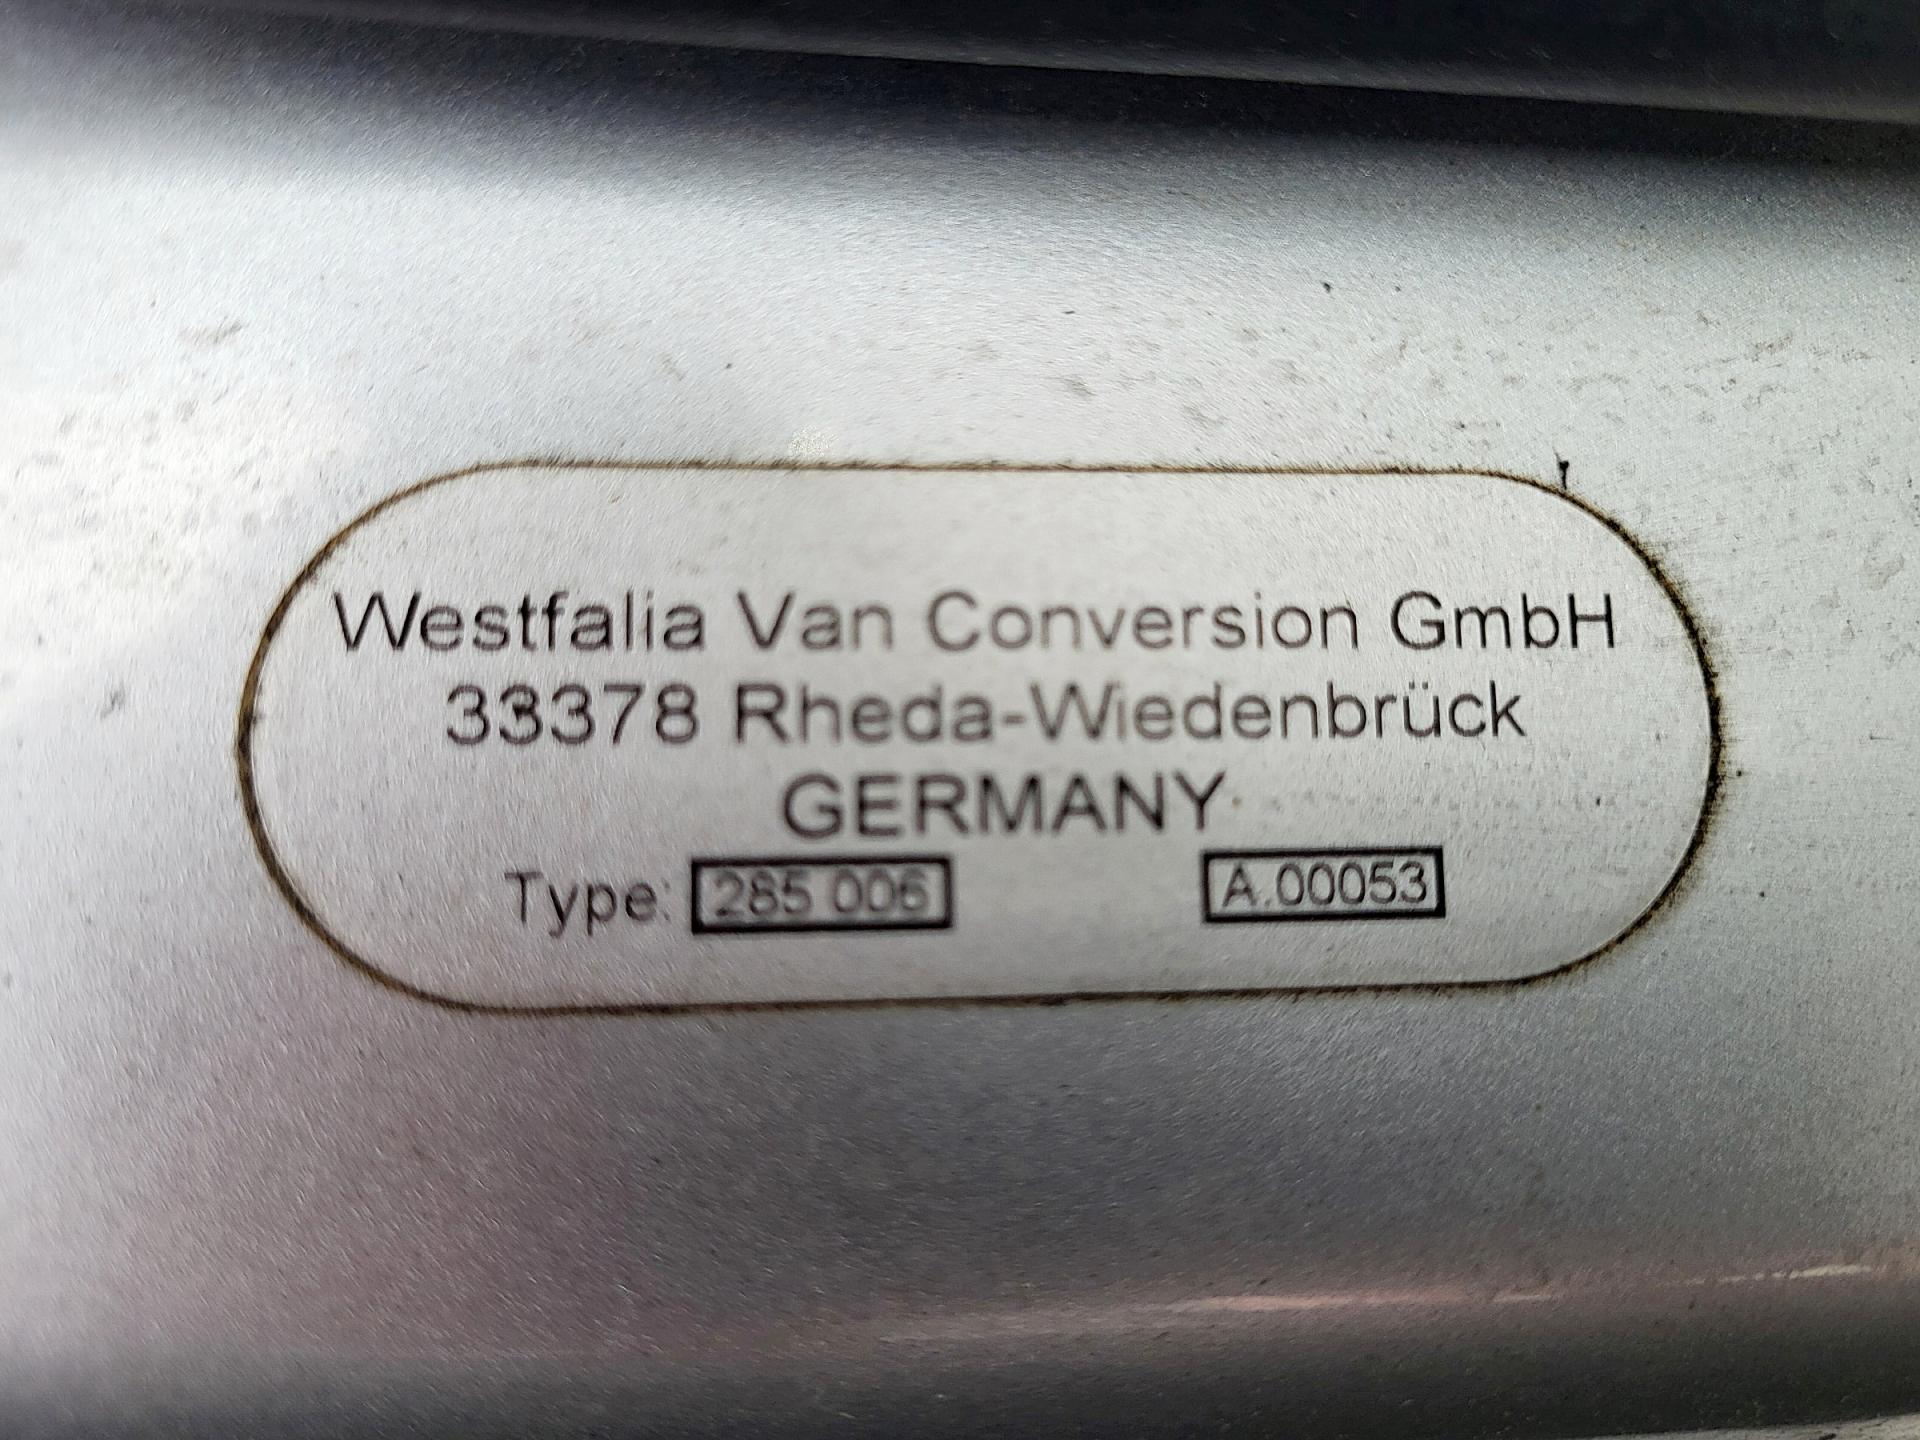 Westfalia Van Conversion GmbH
33378 Rheda-Wiedenbrück
GERMANY
Type: 285 006 A.00053